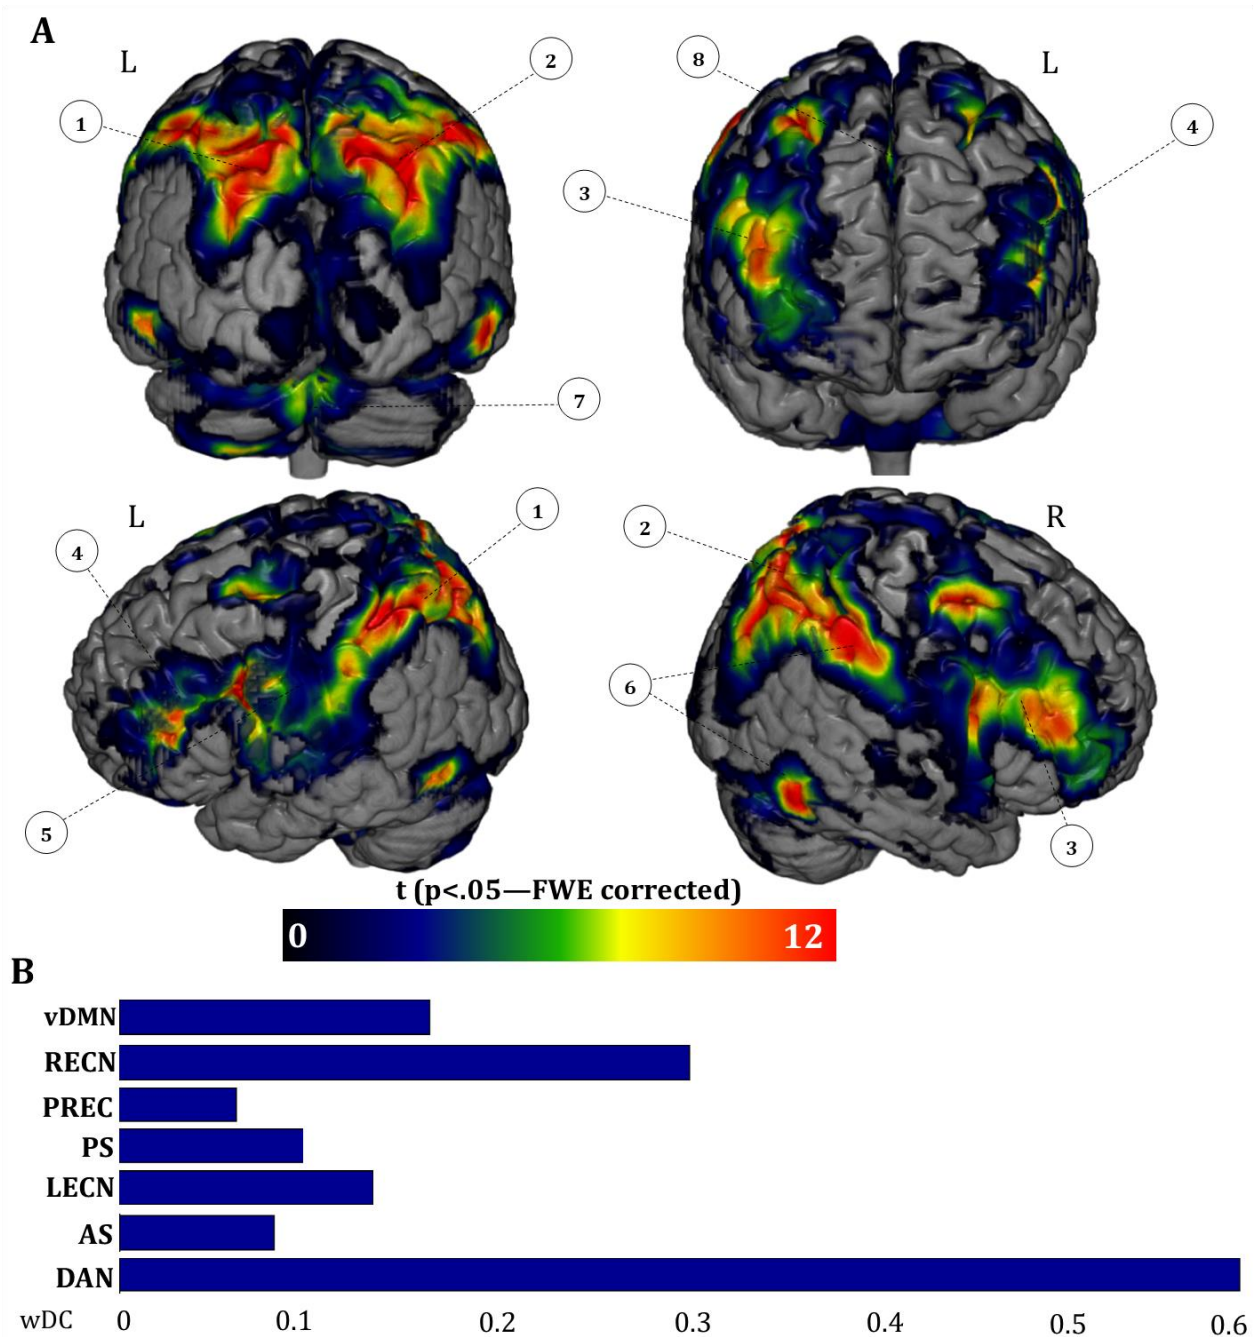 A
L
2
8
L
1
4
3
7
L
1
2
R
4
6
5
3
t (p<.05—FWE corrected)
0 12
B
vDMN
RECN
PREC
PS
LECN
AS
DAN
wDC 0 0.1 0.2 0.3 0.4 0.5 0.6